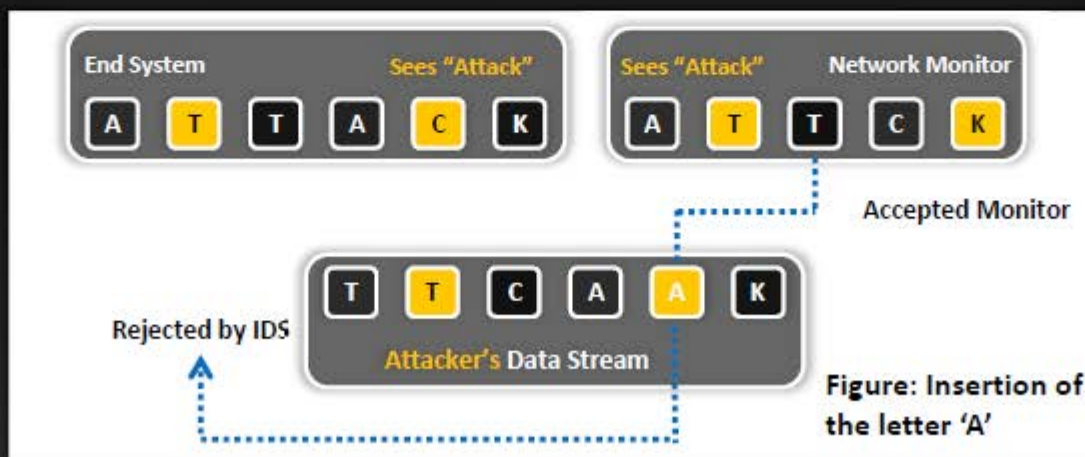 End System Sees "Attack"
A T T A C K
Sees "Attack" Network Monitor
A T T C K
Accepted Monitor
T T C A A K
Attacker's Data Stream
Rejected by IDS
Figure: Insertion of
the letter 'A'